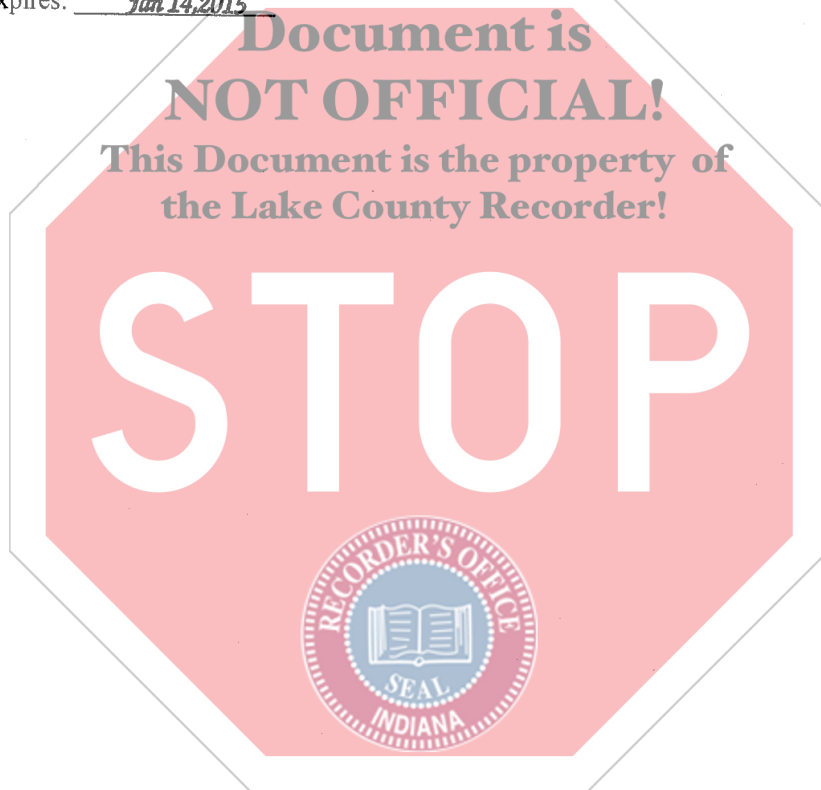 xpires: Jan 14,2015
Document is
NOT OFFICIAL!
This Document is the property of
the Lake County Recorder!
STOP
RECORDER'S OFFICE
SEAL
INDIANA